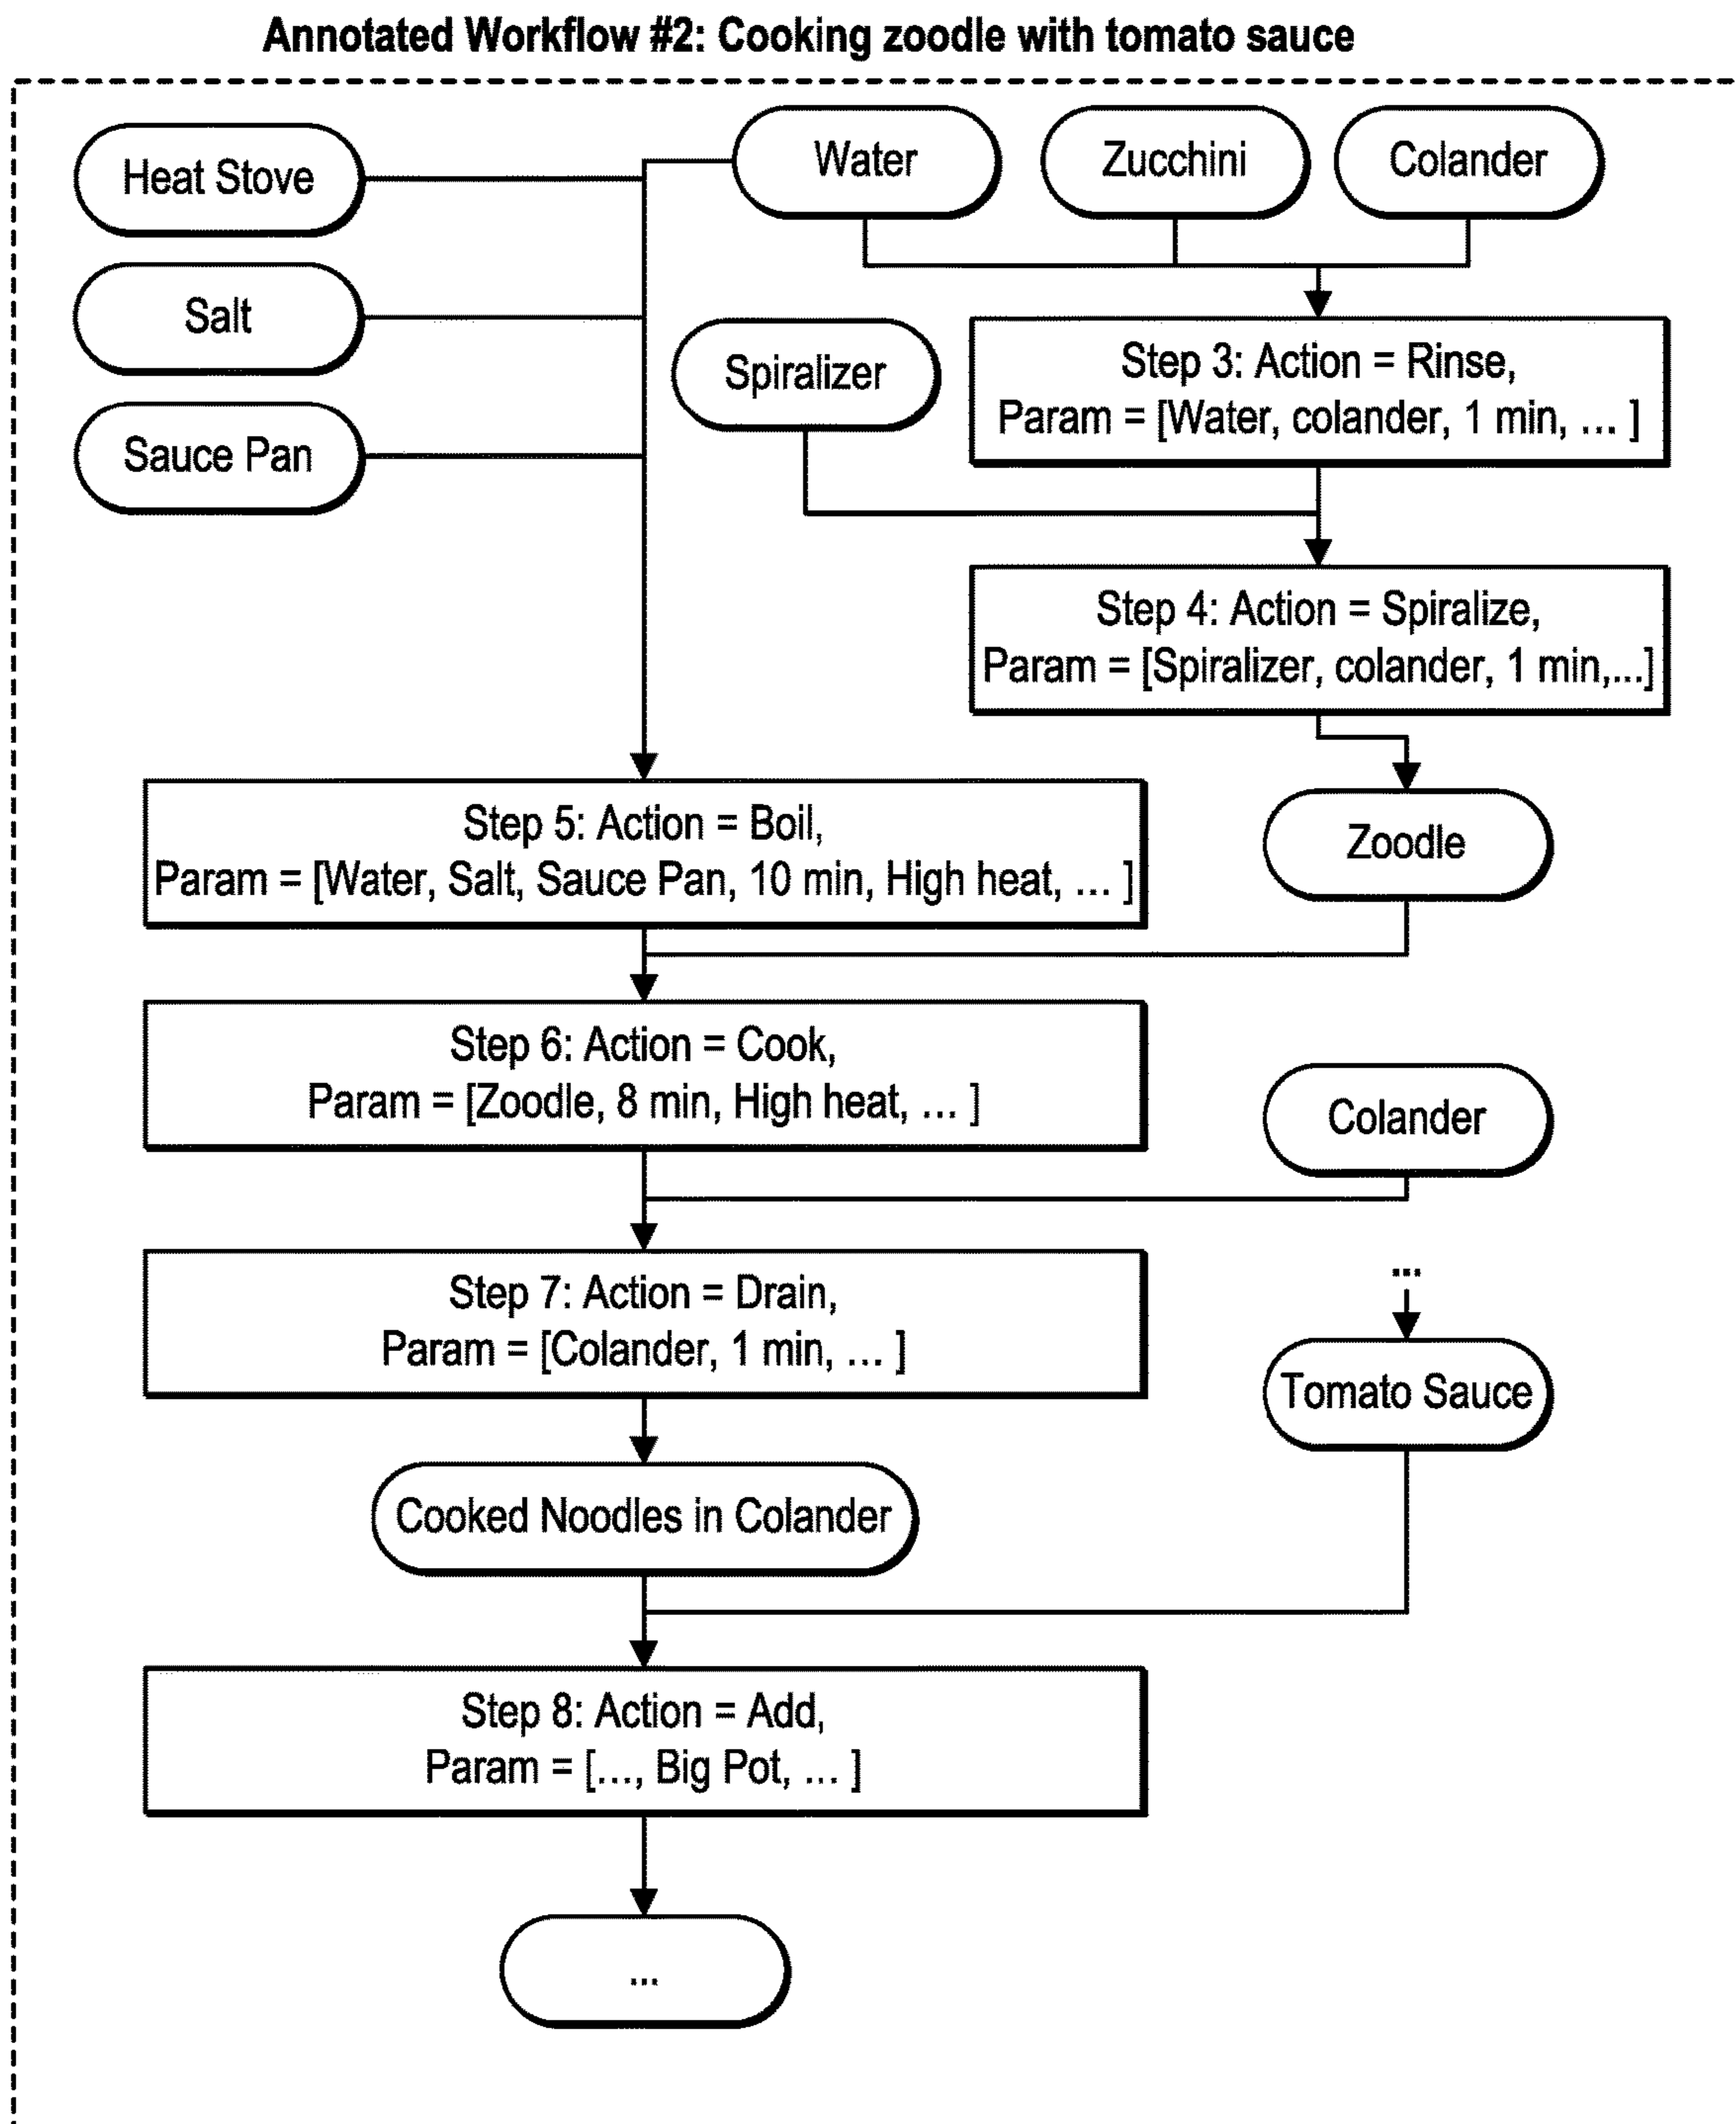 Annotated Workflow #2: Cooking zoodle with tomato sauce
Heat Stove
Water
Zucchini
Colander
Salt
Spiralizer
Step 3: Action = Rinse,
Param = [Water, colander, 1 min, ... ]
Sauce Pan
Step 4: Action = Spiralize,
Param = [Spiralizer, colander, 1 min,...]
Step 5: Action = Boil,
Param = [Water, Salt, Sauce Pan, 10 min, High heat, ... ]
Zoodle
Step 6: Action = Cook,
Param = [Zoodle, 8 min, High heat, ... ]
Colander
Step 7: Action = Drain,
Param = [Colander, 1 min, ... ]
...
Tomato Sauce
Cooked Noodles in Colander
Step 8: Action = Add,
Param = [..., Big Pot, ... ]
...